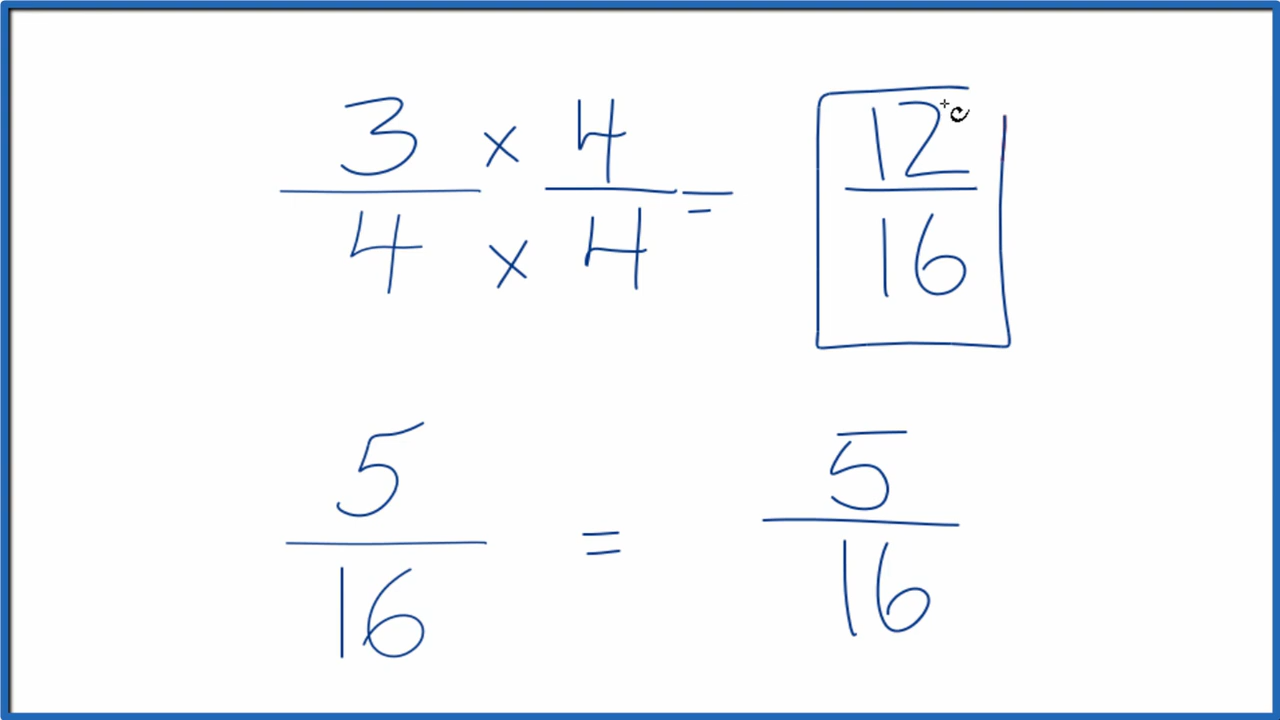 3 × 4 = 12
4 × 4 16
5 = 5
16 16